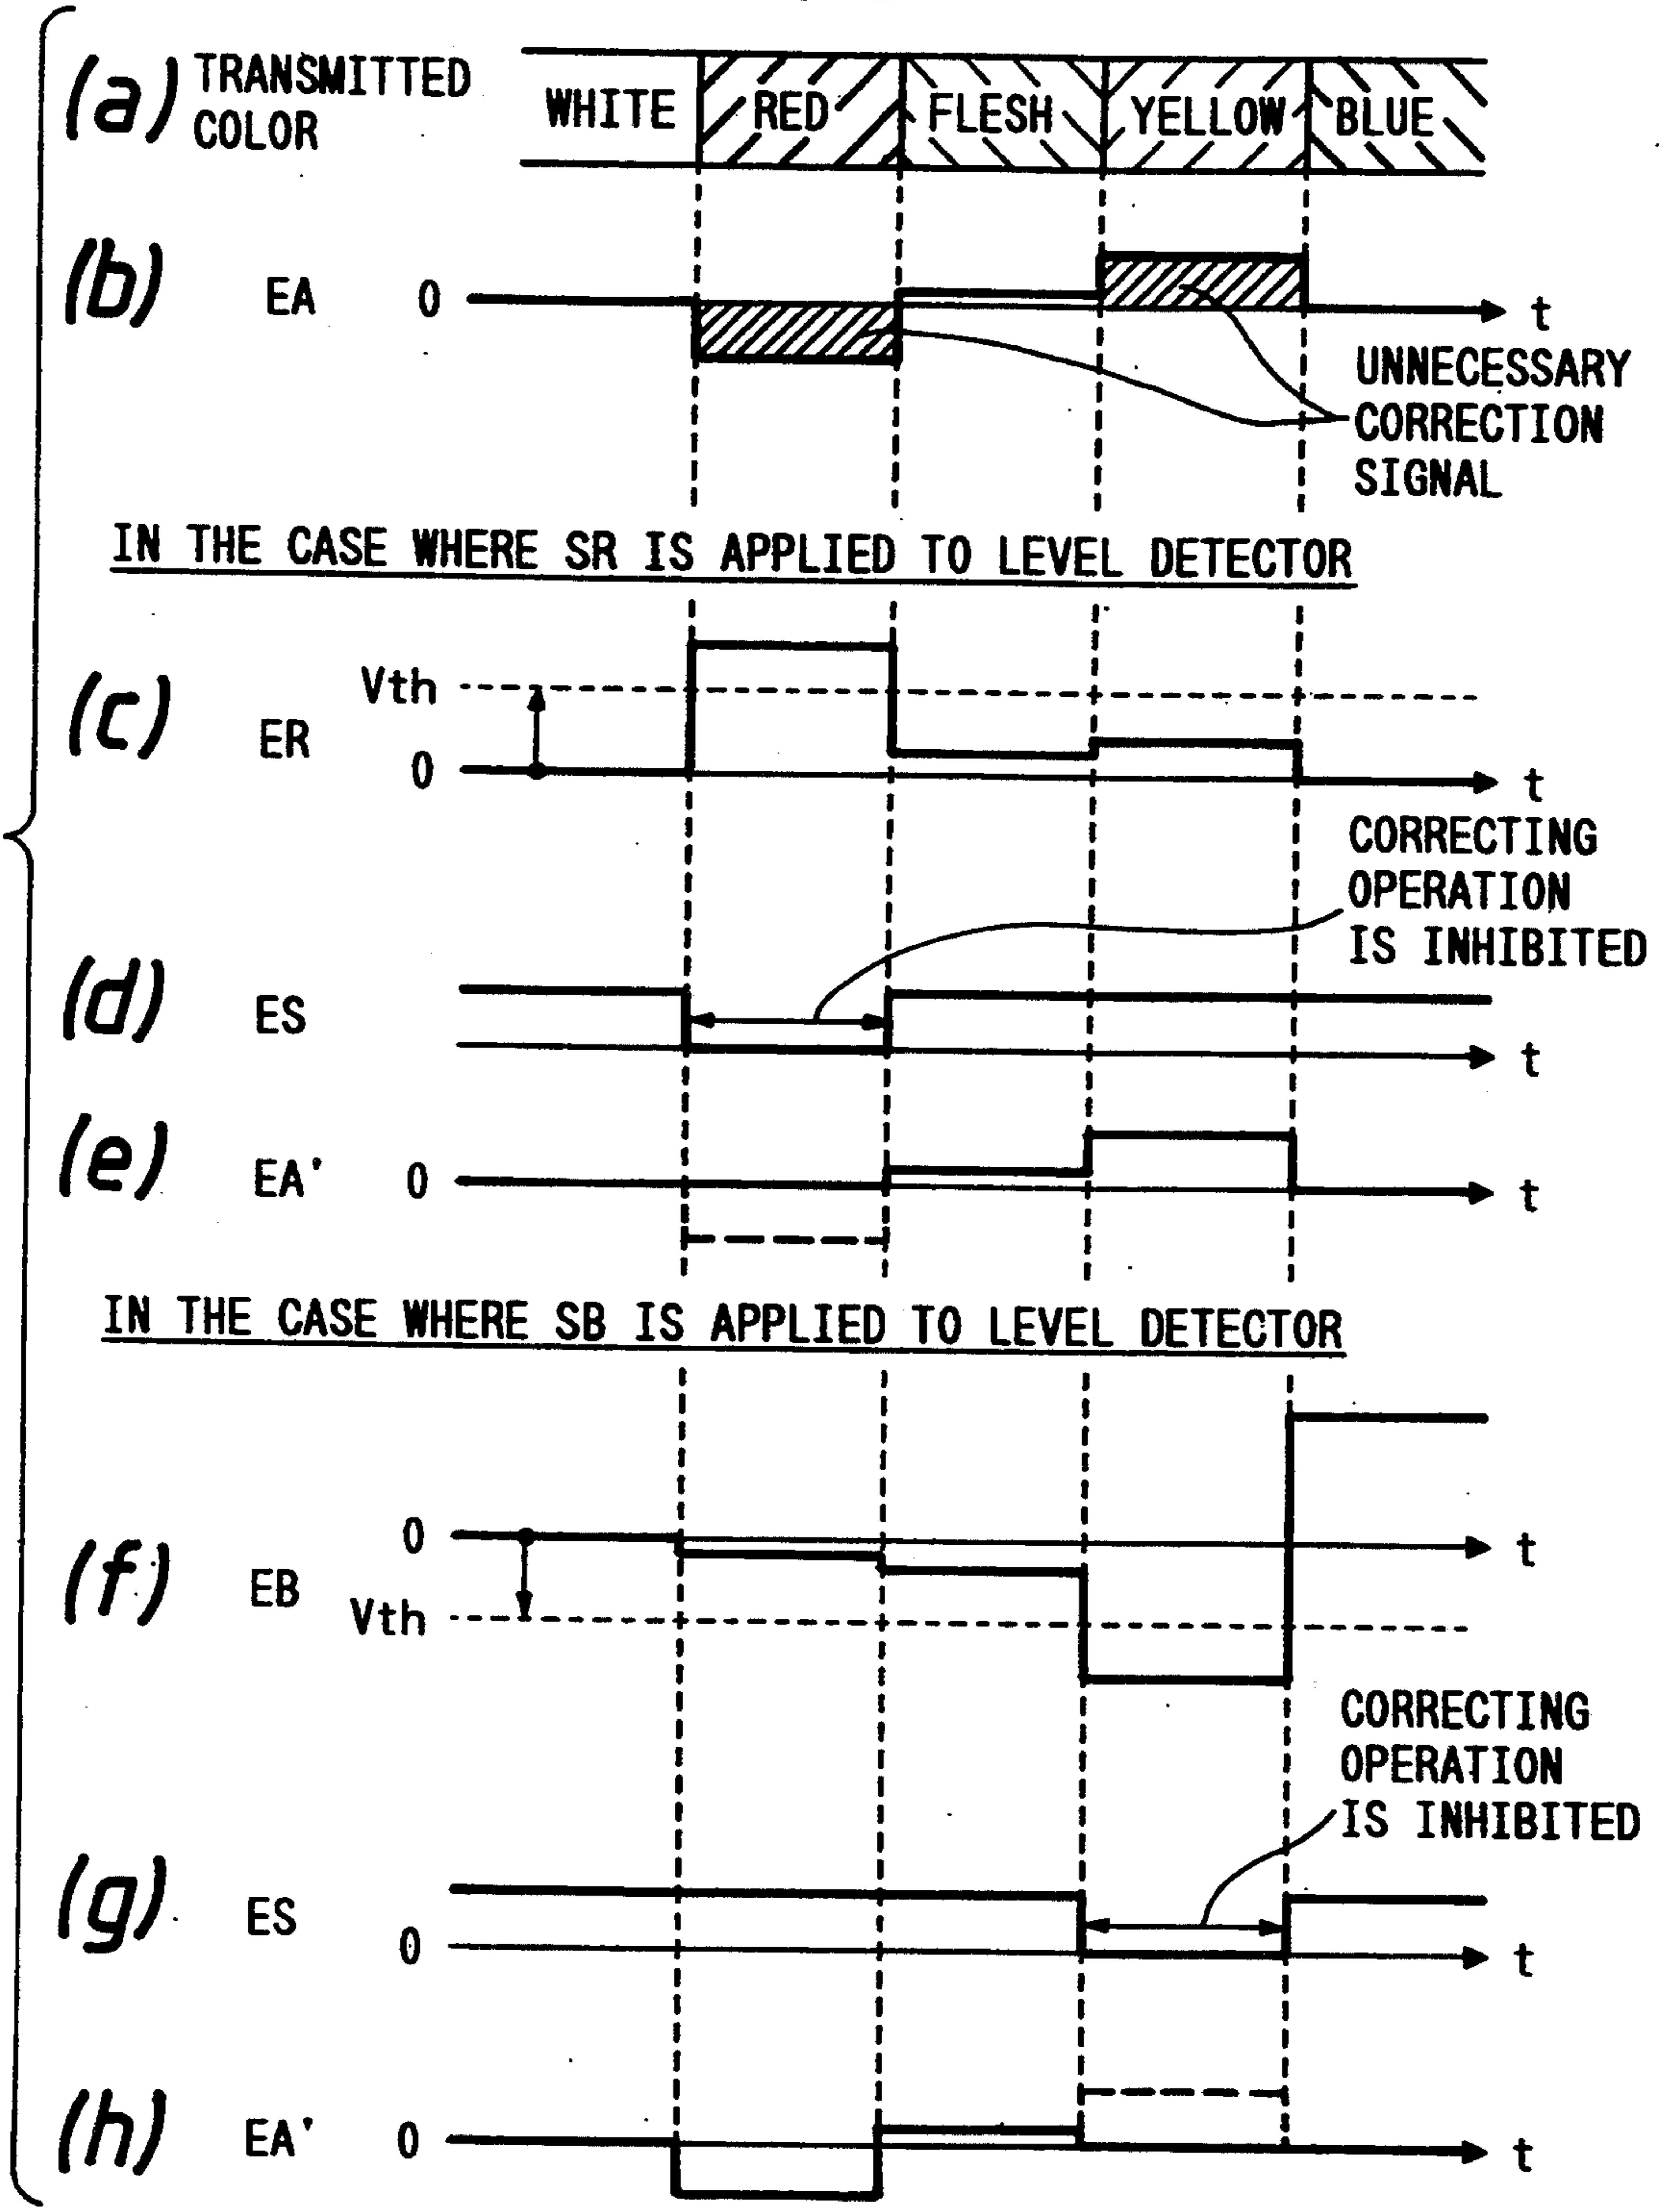 (a) TRANSMITTED
COLOR
WHITE RED FLESH YELLOW BLUE
(b) EA 0 t
UNNECESSARY
CORRECTION
SIGNAL
IN THE CASE WHERE SR IS APPLIED TO LEVEL DETECTOR
Vth
(c) ER
0 t
CORRECTING
OPERATION
IS INHIBITED
(d) ES
t
(e) EA' 0 t
IN THE CASE WHERE SB IS APPLIED TO LEVEL DETECTOR
0 t
(f) EB
Vth
CORRECTING
OPERATION
IS INHIBITED
(g) ES
0 t
(h) EA' 0 t